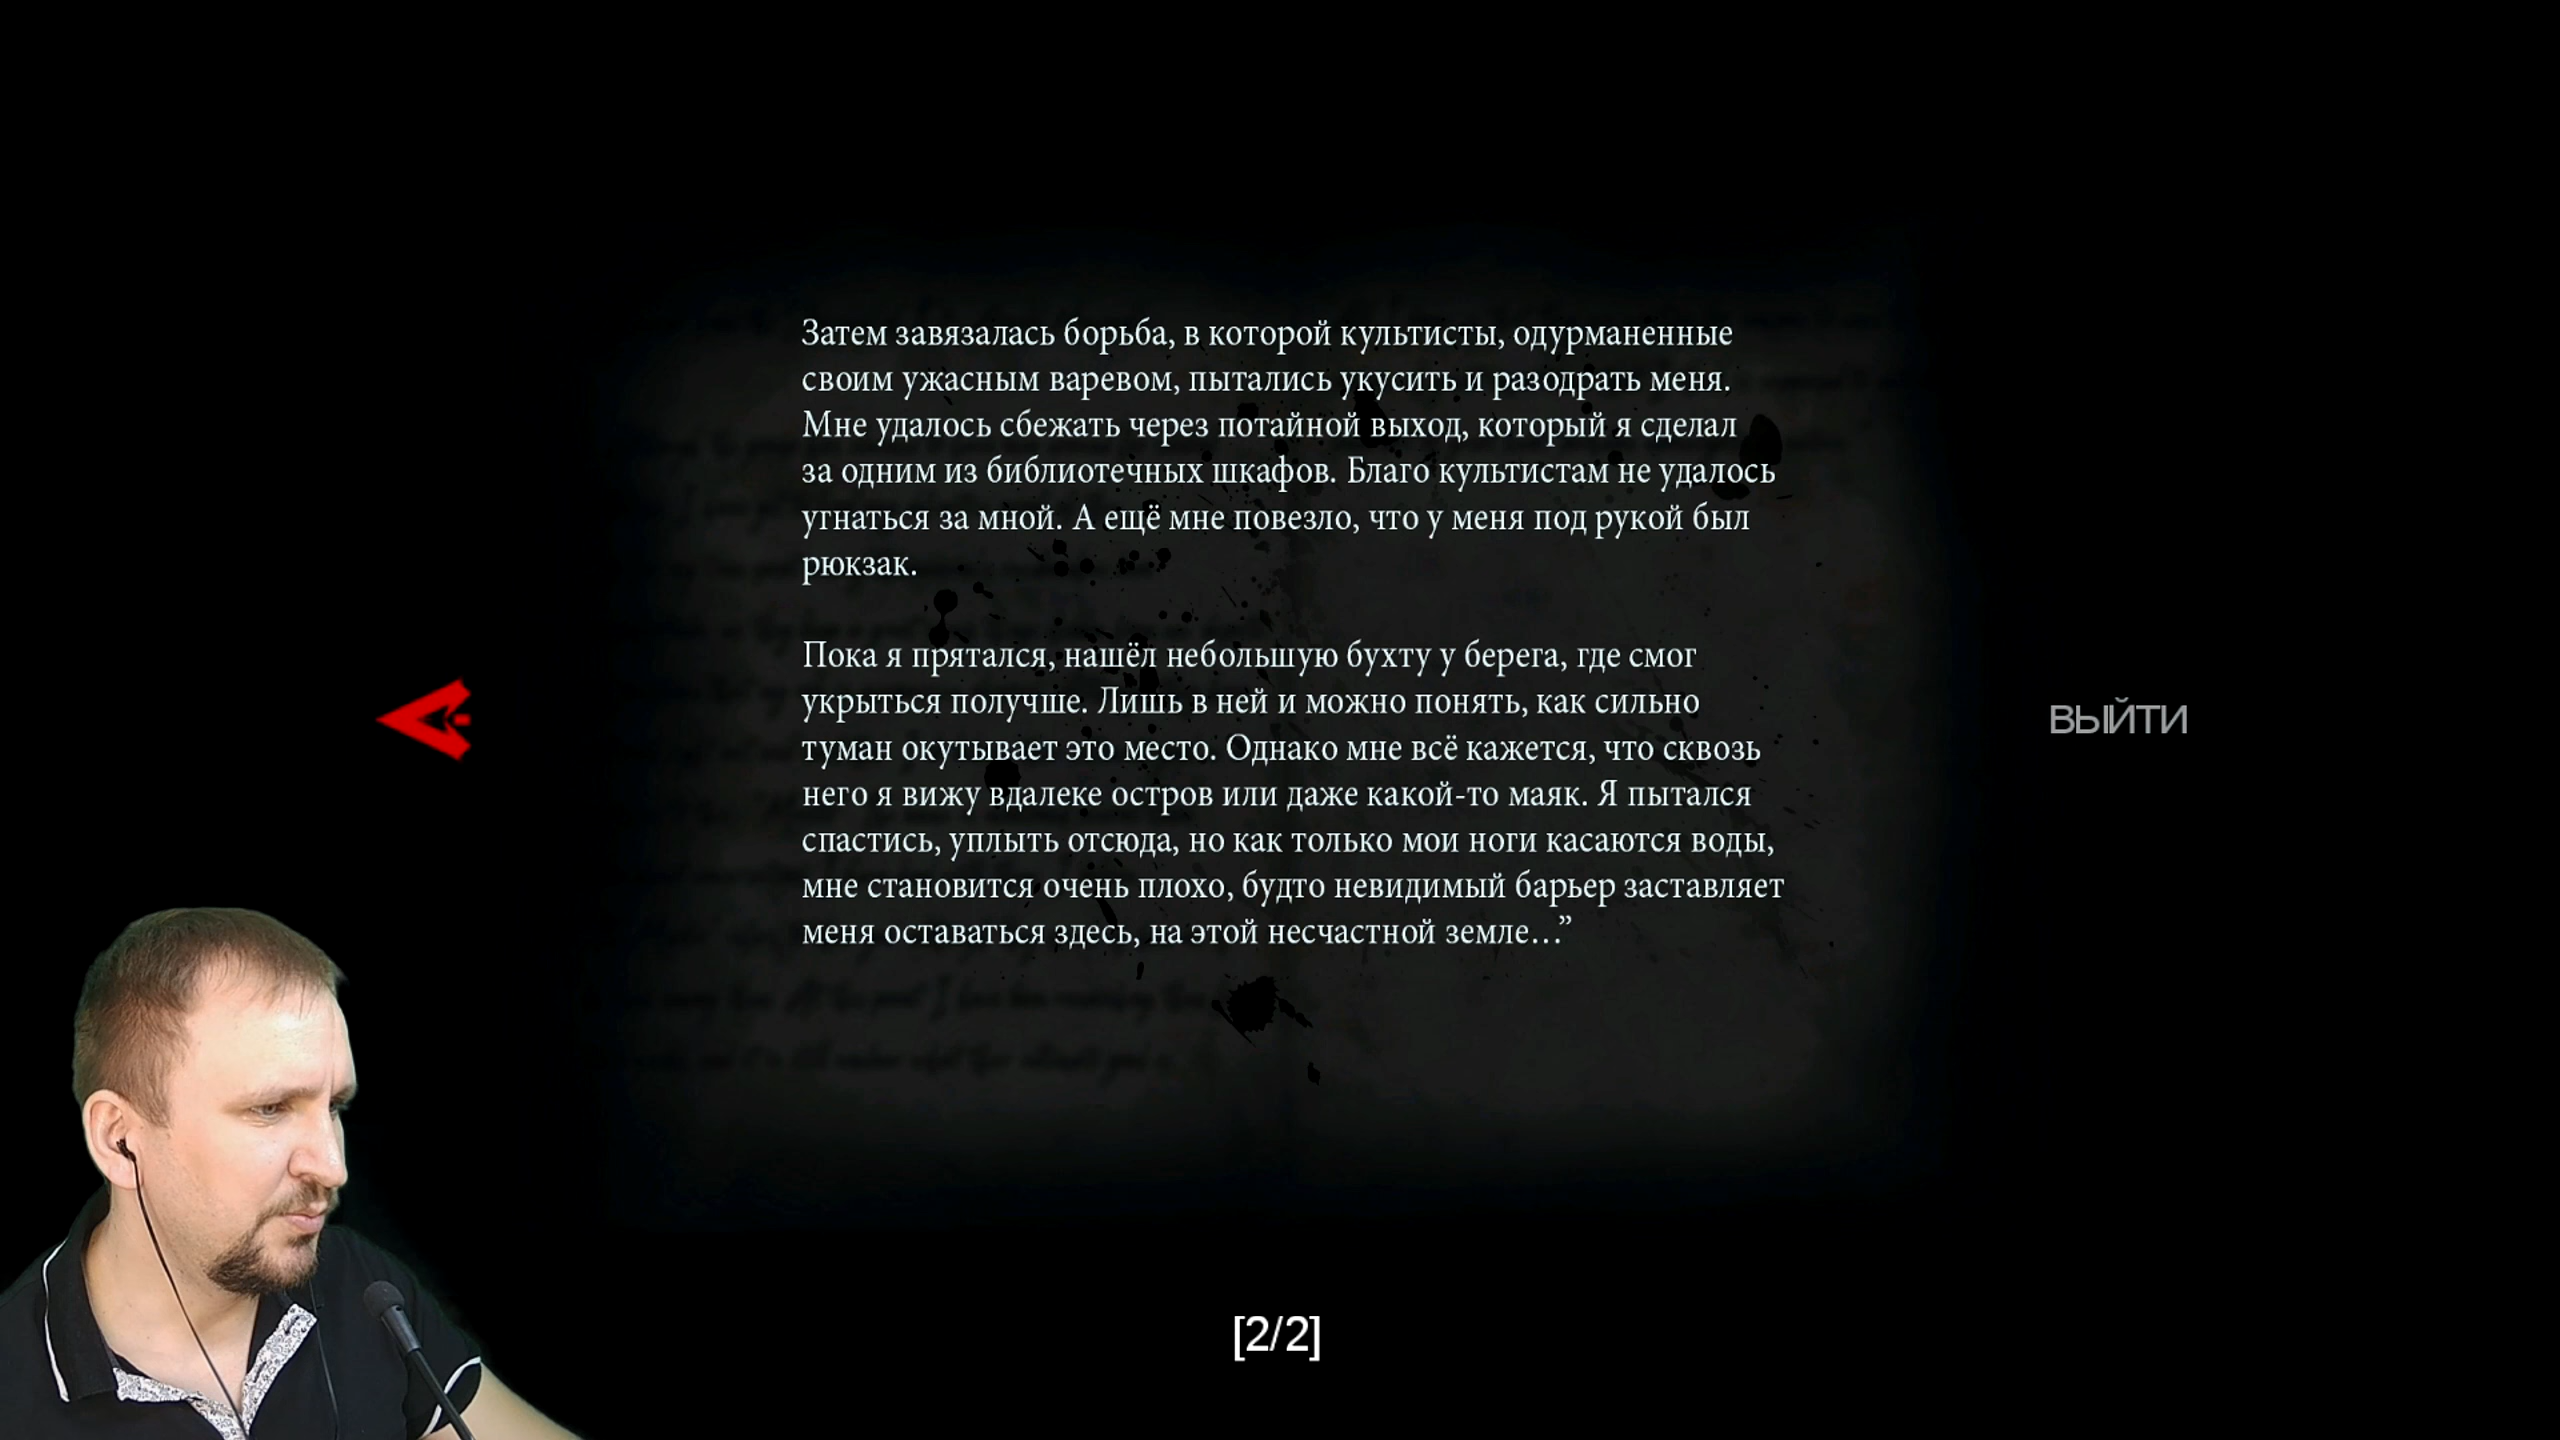 Затем завязалась борьба, в которой культисты, одурманенные
своим ужасным варевом, пытались укусить и разодрать меня.
Мне удалось сбежать через потайной выход, который я сделал
за одним из библиотечных шкафов. Благо культистам не удалось
угнаться за мной. А ещё мне повезло, что у меня под рукой был
рюкзак.
Пока я прятался, нашёл небольшую бухту у берега, где смог
укрыться получше. Лишь в ней и можно понять, как сильно
туман окутывает это место. Однако мне всё кажется, что сквозь
него я вижу вдалеке остров или даже какой-то маяк. Я пытался
спастись, уплыть отсюда, но как только мои ноги касаются воды,
мне становится очень плохо, будто невидимый барьер заставляет
меня оставаться здесь, на этой несчастной земле…”
ВЫЙТИ
[2/2]